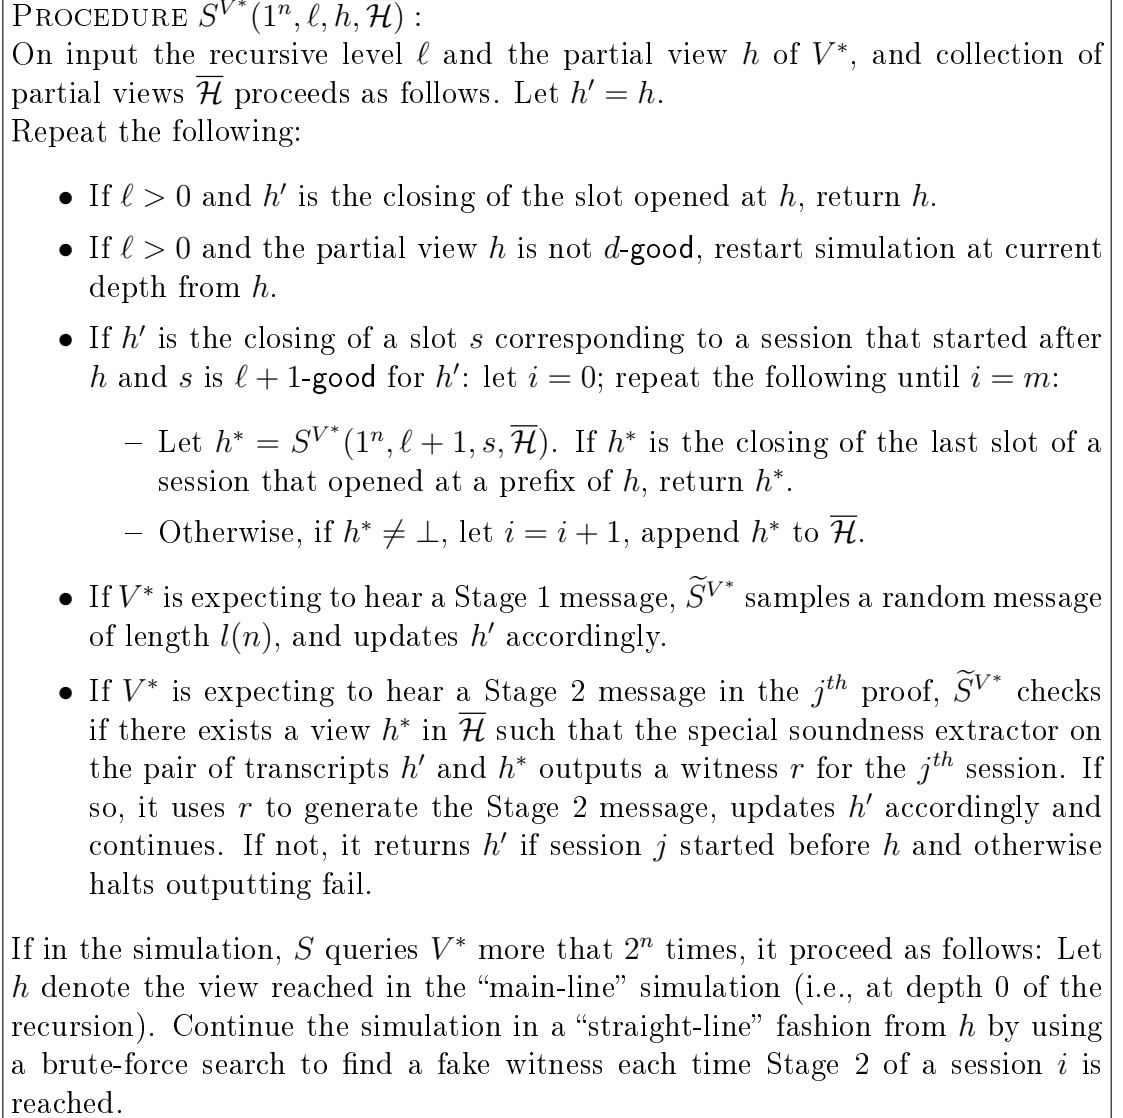 PROCEDURE S^{V*}(1^n, ℓ, h, \overline{ℋ}) :
On input the recursive level ℓ and the partial view h of V*, and collection of
partial views \overline{ℋ} proceeds as follows. Let h′ = h.
Repeat the following:
• If ℓ > 0 and h′ is the closing of the slot opened at h, return h.
• If ℓ > 0 and the partial view h is not d-good, restart simulation at current
depth from h.
• If h′ is the closing of a slot s corresponding to a session that started after
h and s is ℓ + 1-good for h′: let i = 0; repeat the following until i = m:
– Let h* = S^{V*}(1^n, ℓ + 1, s, \overline{ℋ}). If h* is the closing of the last slot of a
session that opened at a prefix of h, return h*.
– Otherwise, if h* ≠ ⊥, let i = i + 1, append h* to \overline{ℋ}.
• If V* is expecting to hear a Stage 1 message, \widetilde{S}^{V*} samples a random message
of length l(n), and updates h′ accordingly.
• If V* is expecting to hear a Stage 2 message in the j^{th} proof, \widetilde{S}^{V*} checks
if there exists a view h* in \overline{ℋ} such that the special soundness extractor on
the pair of transcripts h′ and h* outputs a witness r for the j^{th} session. If
so, it uses r to generate the Stage 2 message, updates h′ accordingly and
continues. If not, it returns h′ if session j started before h and otherwise
halts outputting fail.
If in the simulation, S queries V* more that 2^n times, it proceed as follows: Let
h denote the view reached in the “main-line” simulation (i.e., at depth 0 of the
recursion). Continue the simulation in a “straight-line” fashion from h by using
a brute-force search to find a fake witness each time Stage 2 of a session i is
reached.